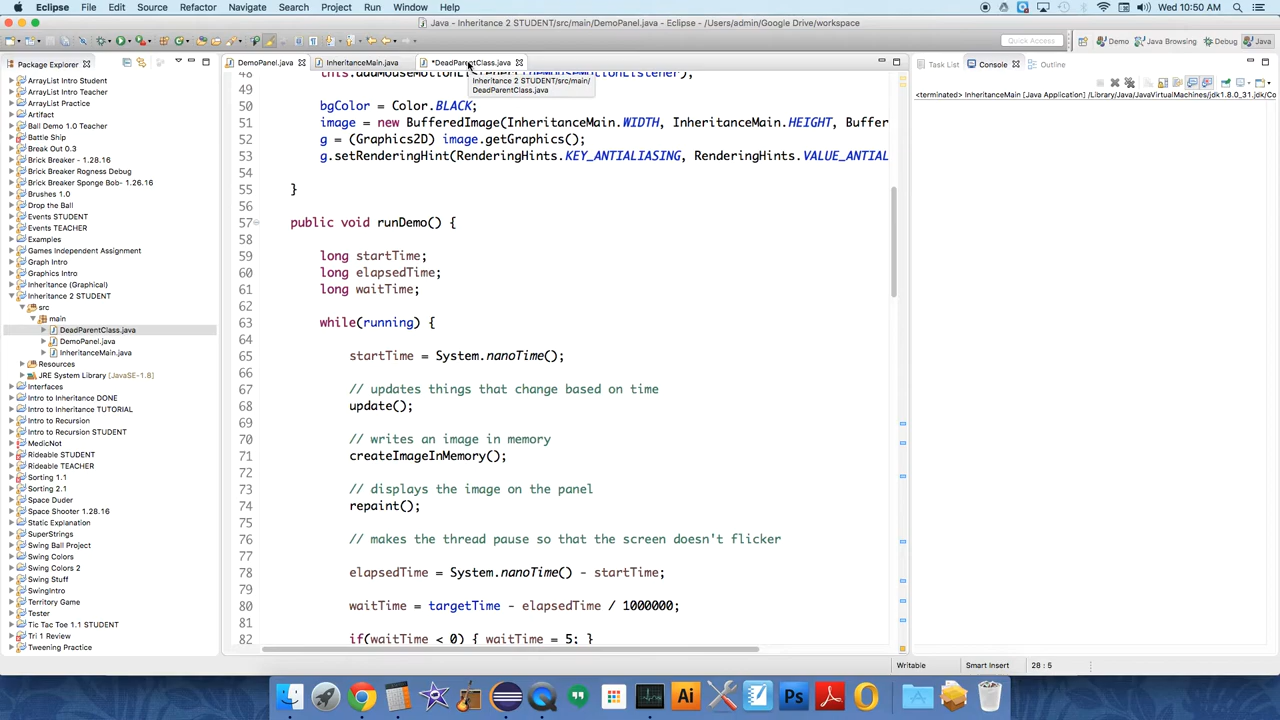 Eclipse File Edit Source Refactor Navigate Search Project Run Window Help Wed 10:50 AM
Java - Inheritance 2 STUDENT/src/main/DemoPanel.java - Eclipse - /Users/admin/Google Drive/workspace
Quick Access Demo Java Browsing Debug Java
Package Explorer
ArrayList Intro Student
ArrayList Intro Teacher
ArrayList Practice
Artifact
Ball Demo 1.0 Teacher
Battle Ship
Break Out 3.0
Brick Breaker - 1.28.16
Brick Breaker Rogness Debug
Brick Breaker Sponge Bob- 1.26.16
Brushes 1.0
Drop the Ball
Events STUDENT
Events TEACHER
Examples
Games Independent Assignment
Graph Intro
Graphics Intro
Inheritance (Graphical)
Inheritance 2 STUDENT
src
main
DeadParentClass.java
DemoPanel.java
InheritanceMain.java
Resources
JRE System Library [JavaSE-1.8]
Interfaces
Intro to Inheritance DONE
Intro to Inheritance TUTORIAL
Intro to Recursion
Intro to Recursion STUDENT
MedicNot
Rideable STUDENT
Rideable TEACHER
Sorting 1.1
Sorting 2.1
Space Duder
Space Shooter 1.28.16
Static Explanation
SuperStrings
Swing Ball Project
Swing Colors
Swing Colors 2
Swing Stuff
SwingIntro
Territory Game
Tester
Tic Tac Toe 1.1 STUDENT
Tri 1 Review
Tweening Practice
DemoPanel.java InheritanceMain.java *DeadParentClass.java
Inheritance 2 STUDENT/src/main/
DeadParentClass.java
48
49
50 bgColor = Color.BLACK;
51 image = new BufferedImage(InheritanceMain.WIDTH, InheritanceMain.HEIGHT, Buffer
52 g = (Graphics2D) image.getGraphics();
53 g.setRenderingHint(RenderingHints.KEY_ANTIALIASING, RenderingHints.VALUE_ANTIAL
54
55 }
56
57 public void runDemo() {
58
59 long startTime;
60 long elapsedTime;
61 long waitTime;
62
63 while(running) {
64
65 startTime = System.nanoTime();
66
67 // updates things that change based on time
68 update();
69
70 // writes an image in memory
71 createImageInMemory();
72
73 // displays the image on the panel
74 repaint();
75
76 // makes the thread pause so that the screen doesn't flicker
77
78 elapsedTime = System.nanoTime() - startTime;
79
80 waitTime = targetTime - elapsedTime / 1000000;
81
82 if(waitTime < 0) { waitTime = 5; }
Task List Console Outline
<terminated> InheritanceMain [Java Application] /Library/Java/JavaVirtualMachines/jdk1.8.0_31.jdk/Co
Writable Smart Insert 28 : 5
Ai
Ps